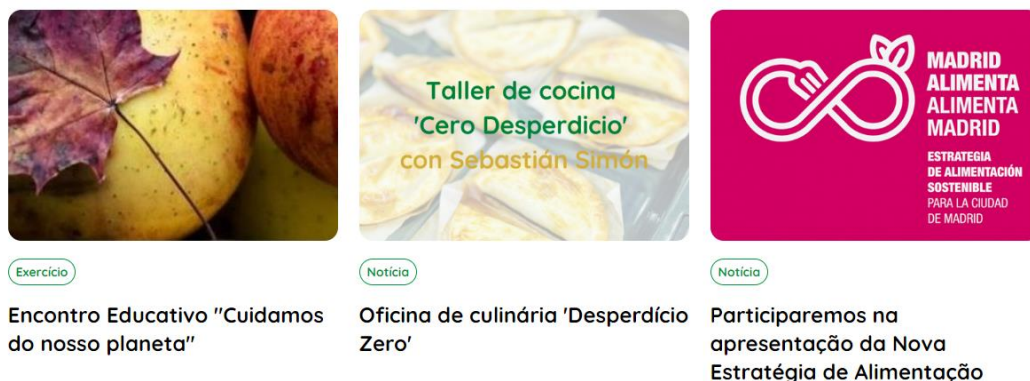 Taller de cocina
'Cero Desperdicio'
con Sebastián Simón
MADRID
ALIMENTA
ALIMENTA
MADRID
ESTRATEGIA
DE ALIMENTACIÓN
SOSTENIBLE
PARA LA CIUDAD
DE MADRID
Exercício
Encontro Educativo "Cuidamos
do nosso planeta"
Notícia
Oficina de culinária 'Desperdício
Zero'
Notícia
Participaremos na
apresentação da Nova
Estratégia de Alimentação